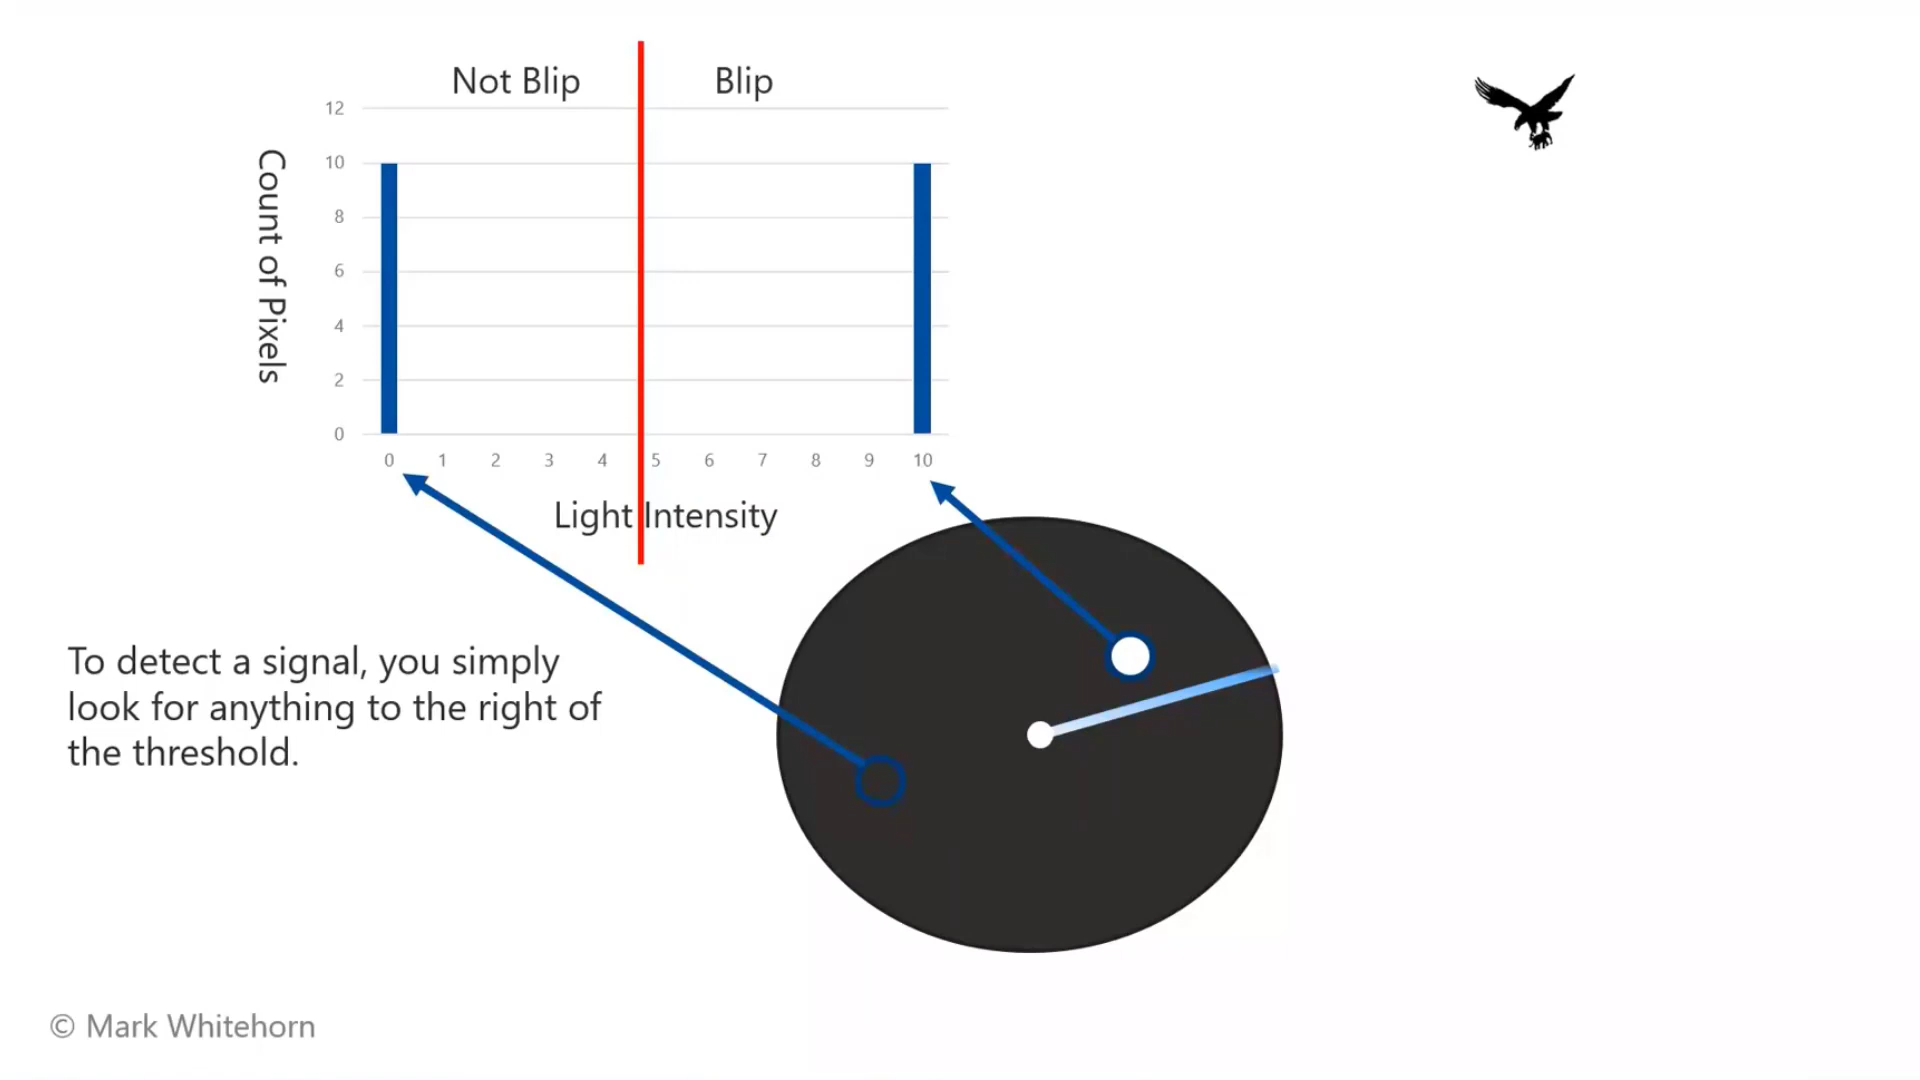 Not Blip
Blip
12
10
8
6
4
2
0
Count of Pixels
0 1 2 3 4 5 6 7 8 9 10
Light Intensity
To detect a signal, you simply
look for anything to the right of
the threshold.
© Mark Whitehorn